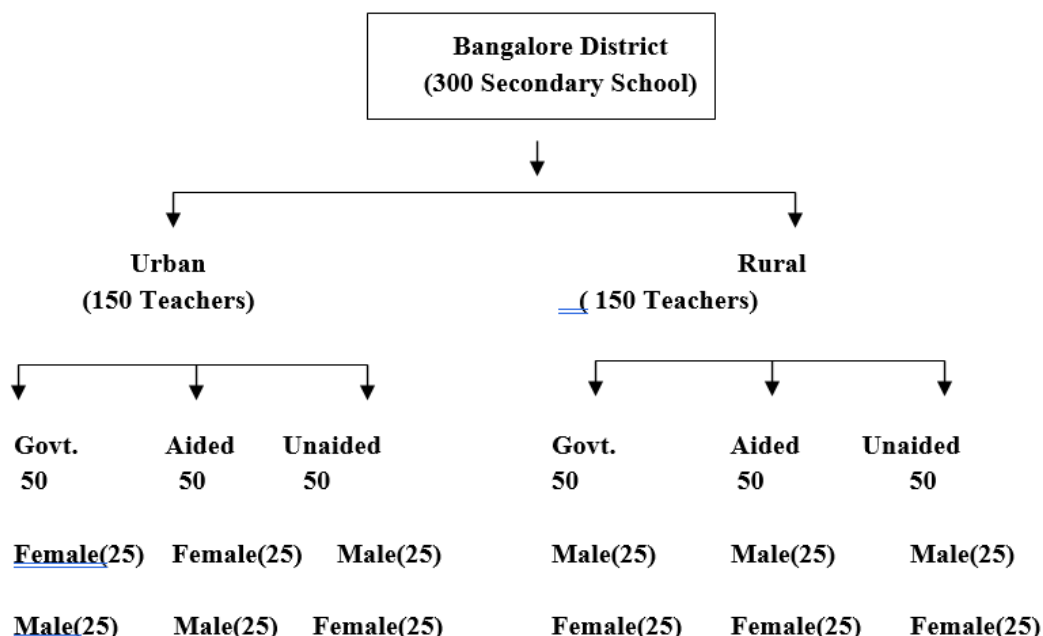 Bangalore District
(300 Secondary School)
Urban
(150 Teachers)
Rural
( 150 Teachers)
Govt. Aided Unaided
50 50 50
Female(25) Female(25) Male(25)
Male(25) Male(25) Female(25)
Govt. Aided Unaided
50 50 50
Male(25) Male(25) Male(25)
Female(25) Female(25) Female(25)